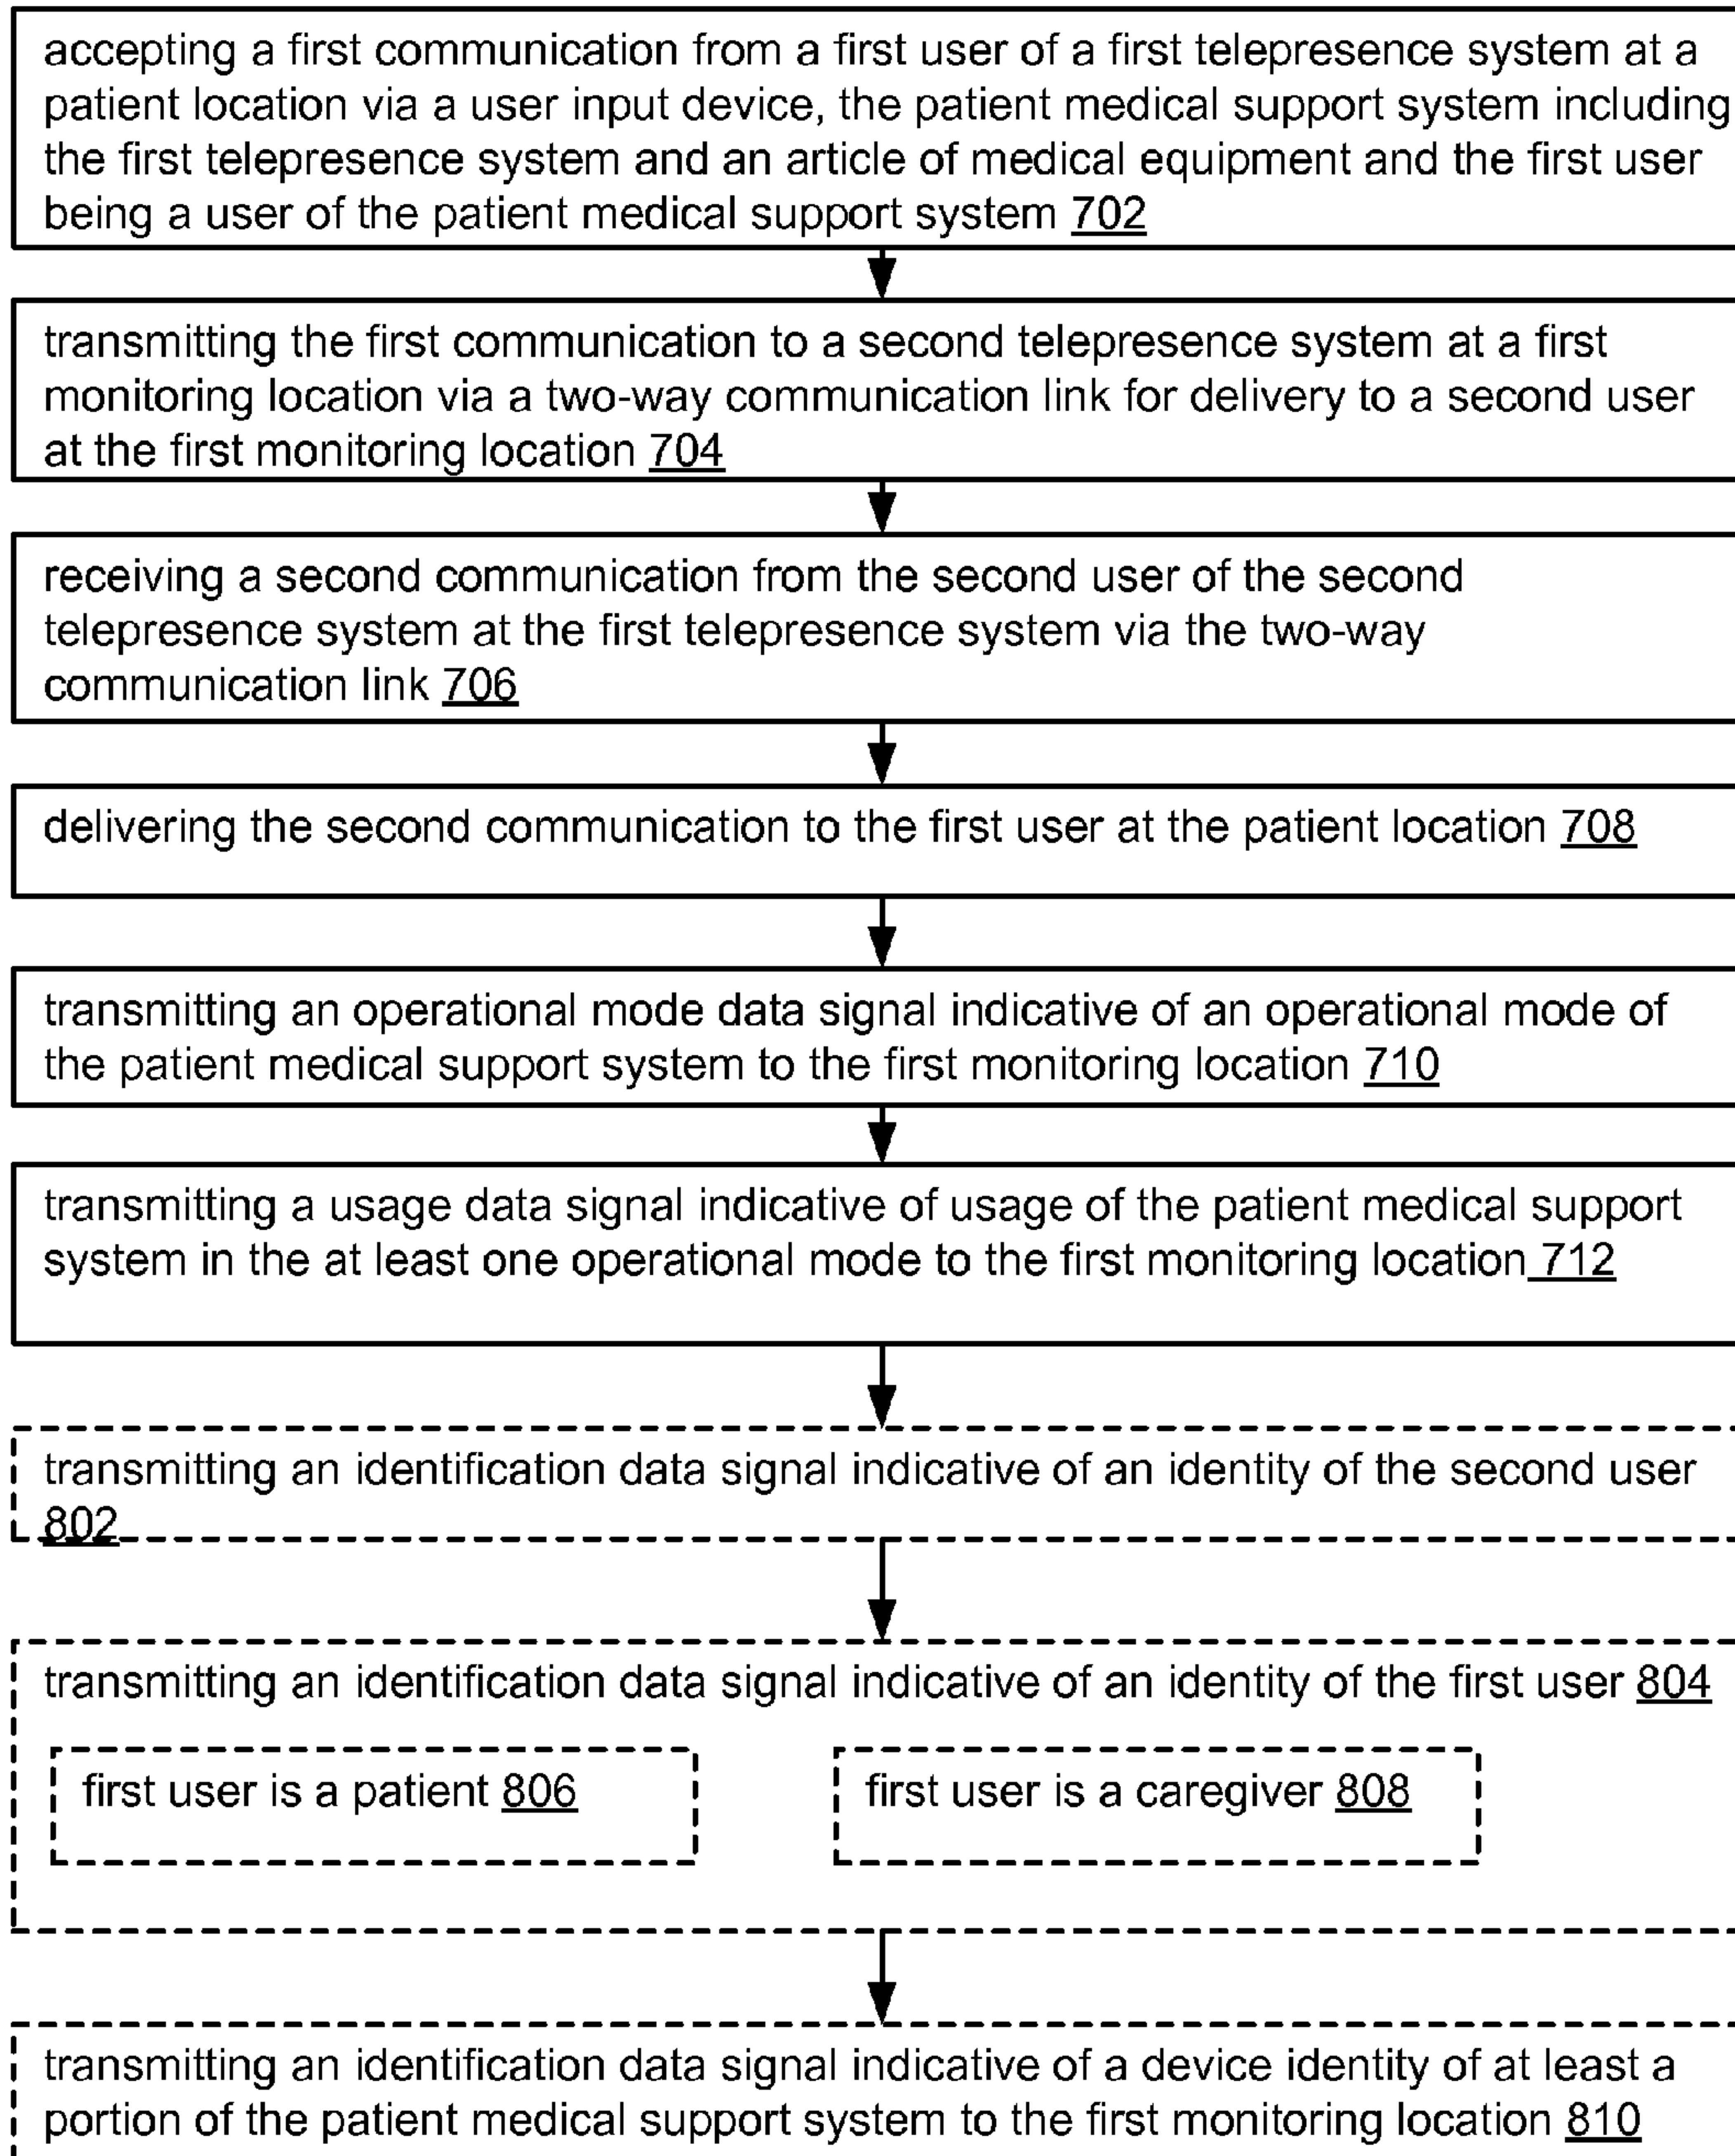 accepting a first communication from a first user of a first telepresence system at a
patient location via a user input device, the patient medical support system including
the first telepresence system and an article of medical equipment and the first user
being a user of the patient medical support system 702
transmitting the first communication to a second telepresence system at a first
monitoring location via a two-way communication link for delivery to a second user
at the first monitoring location 704
receiving a second communication from the second user of the second
telepresence system at the first telepresence system via the two-way
communication link 706
delivering the second communication to the first user at the patient location 708
transmitting an operational mode data signal indicative of an operational mode of
the patient medical support system to the first monitoring location 710
transmitting a usage data signal indicative of usage of the patient medical support
system in the at least one operational mode to the first monitoring location 712
transmitting an identification data signal indicative of an identity of the second user
802
transmitting an identification data signal indicative of an identity of the first user 804
first user is a patient 806
first user is a caregiver 808
transmitting an identification data signal indicative of a device identity of at least a
portion of the patient medical support system to the first monitoring location 810